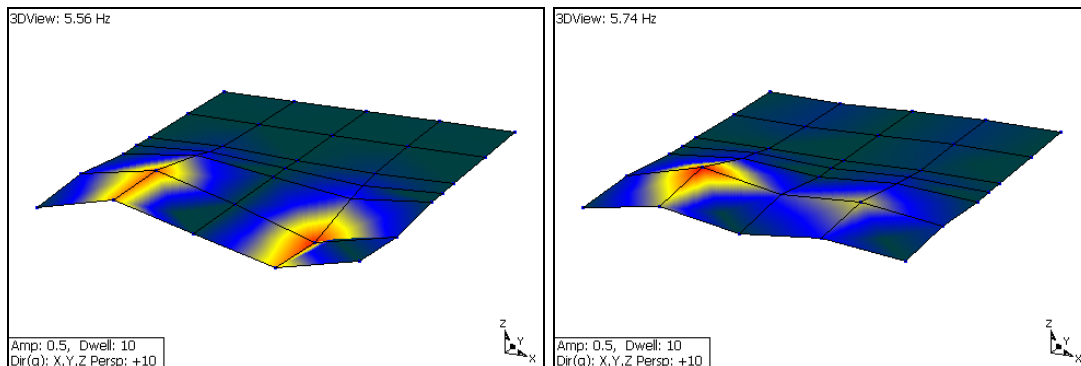 3DView: 5.56 Hz
Amp: 0.5, Dwell: 10
Dir(g): X,Y,Z Persp: +10
Z
Y
X
3DView: 5.74 Hz
Amp: 0.5, Dwell: 10
Dir(g): X,Y,Z Persp: +10
Z
Y
X